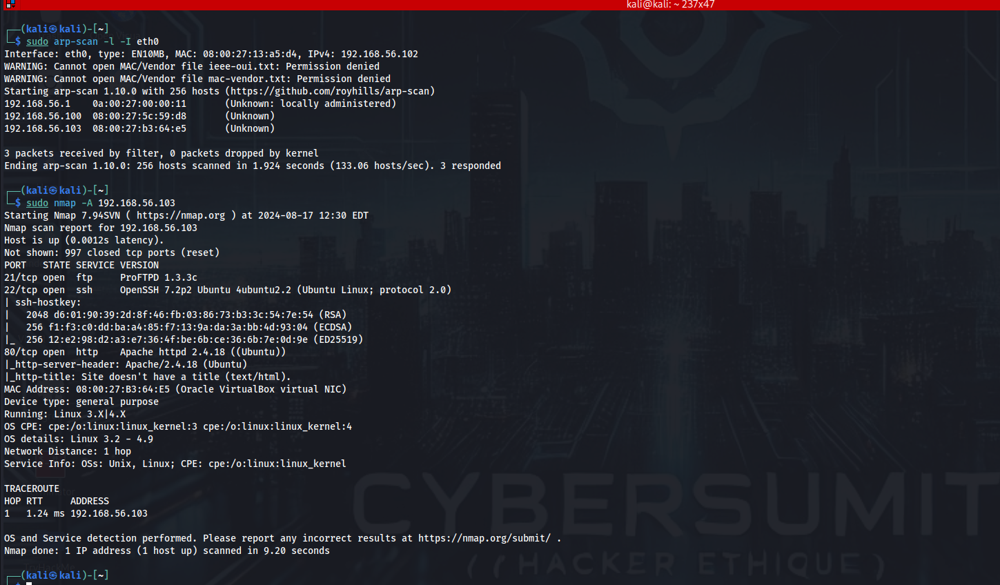 kali@kali: ~ 237x47
┌──(kali㉿kali)-[~]
└─$ sudo arp-scan -l -I eth0
Interface: eth0, type: EN10MB, MAC: 08:00:27:13:a5:d4, IPv4: 192.168.56.102
WARNING: Cannot open MAC/Vendor file ieee-oui.txt: Permission denied
WARNING: Cannot open MAC/Vendor file mac-vendor.txt: Permission denied
Starting arp-scan 1.10.0 with 256 hosts (https://github.com/royhills/arp-scan)
192.168.56.1    0a:00:27:00:00:11       (Unknown: locally administered)
192.168.56.100  08:00:27:5c:59:d8       (Unknown)
192.168.56.103  08:00:27:b3:64:e5       (Unknown)
3 packets received by filter, 0 packets dropped by kernel
Ending arp-scan 1.10.0: 256 hosts scanned in 1.924 seconds (133.06 hosts/sec). 3 responded
┌──(kali㉿kali)-[~]
└─$ sudo nmap -A 192.168.56.103
Starting Nmap 7.94SVN ( https://nmap.org ) at 2024-08-17 12:30 EDT
Nmap scan report for 192.168.56.103
Host is up (0.0012s latency).
Not shown: 997 closed tcp ports (reset)
PORT   STATE SERVICE VERSION
21/tcp open  ftp     ProFTPD 1.3.3c
22/tcp open  ssh     OpenSSH 7.2p2 Ubuntu 4ubuntu2.2 (Ubuntu Linux; protocol 2.0)
| ssh-hostkey:
|   2048 d6:01:90:39:2d:8f:46:fb:03:86:73:b3:3c:54:7e:54 (RSA)
|   256 f1:f3:c0:dd:ba:a4:85:f7:13:9a:da:3a:bb:4d:93:04 (ECDSA)
|_  256 12:e2:98:d2:a3:e7:36:4f:be:6b:ce:36:6b:7e:0d:9e (ED25519)
80/tcp open  http    Apache httpd 2.4.18 ((Ubuntu))
|_http-server-header: Apache/2.4.18 (Ubuntu)
|_http-title: Site doesn't have a title (text/html).
MAC Address: 08:00:27:B3:64:E5 (Oracle VirtualBox virtual NIC)
Device type: general purpose
Running: Linux 3.X|4.X
OS CPE: cpe:/o:linux:linux_kernel:3 cpe:/o:linux:linux_kernel:4
OS details: Linux 3.2 - 4.9
Network Distance: 1 hop
Service Info: OSs: Unix, Linux; CPE: cpe:/o:linux:linux_kernel
TRACEROUTE
HOP RTT     ADDRESS
1   1.24 ms 192.168.56.103
OS and Service detection performed. Please report any incorrect results at https://nmap.org/submit/ .
Nmap done: 1 IP address (1 host up) scanned in 9.20 seconds
┌──(kali㉿kali)-[~]
└─$
CYBERSUMIT
((HACKER ETHIQUE)